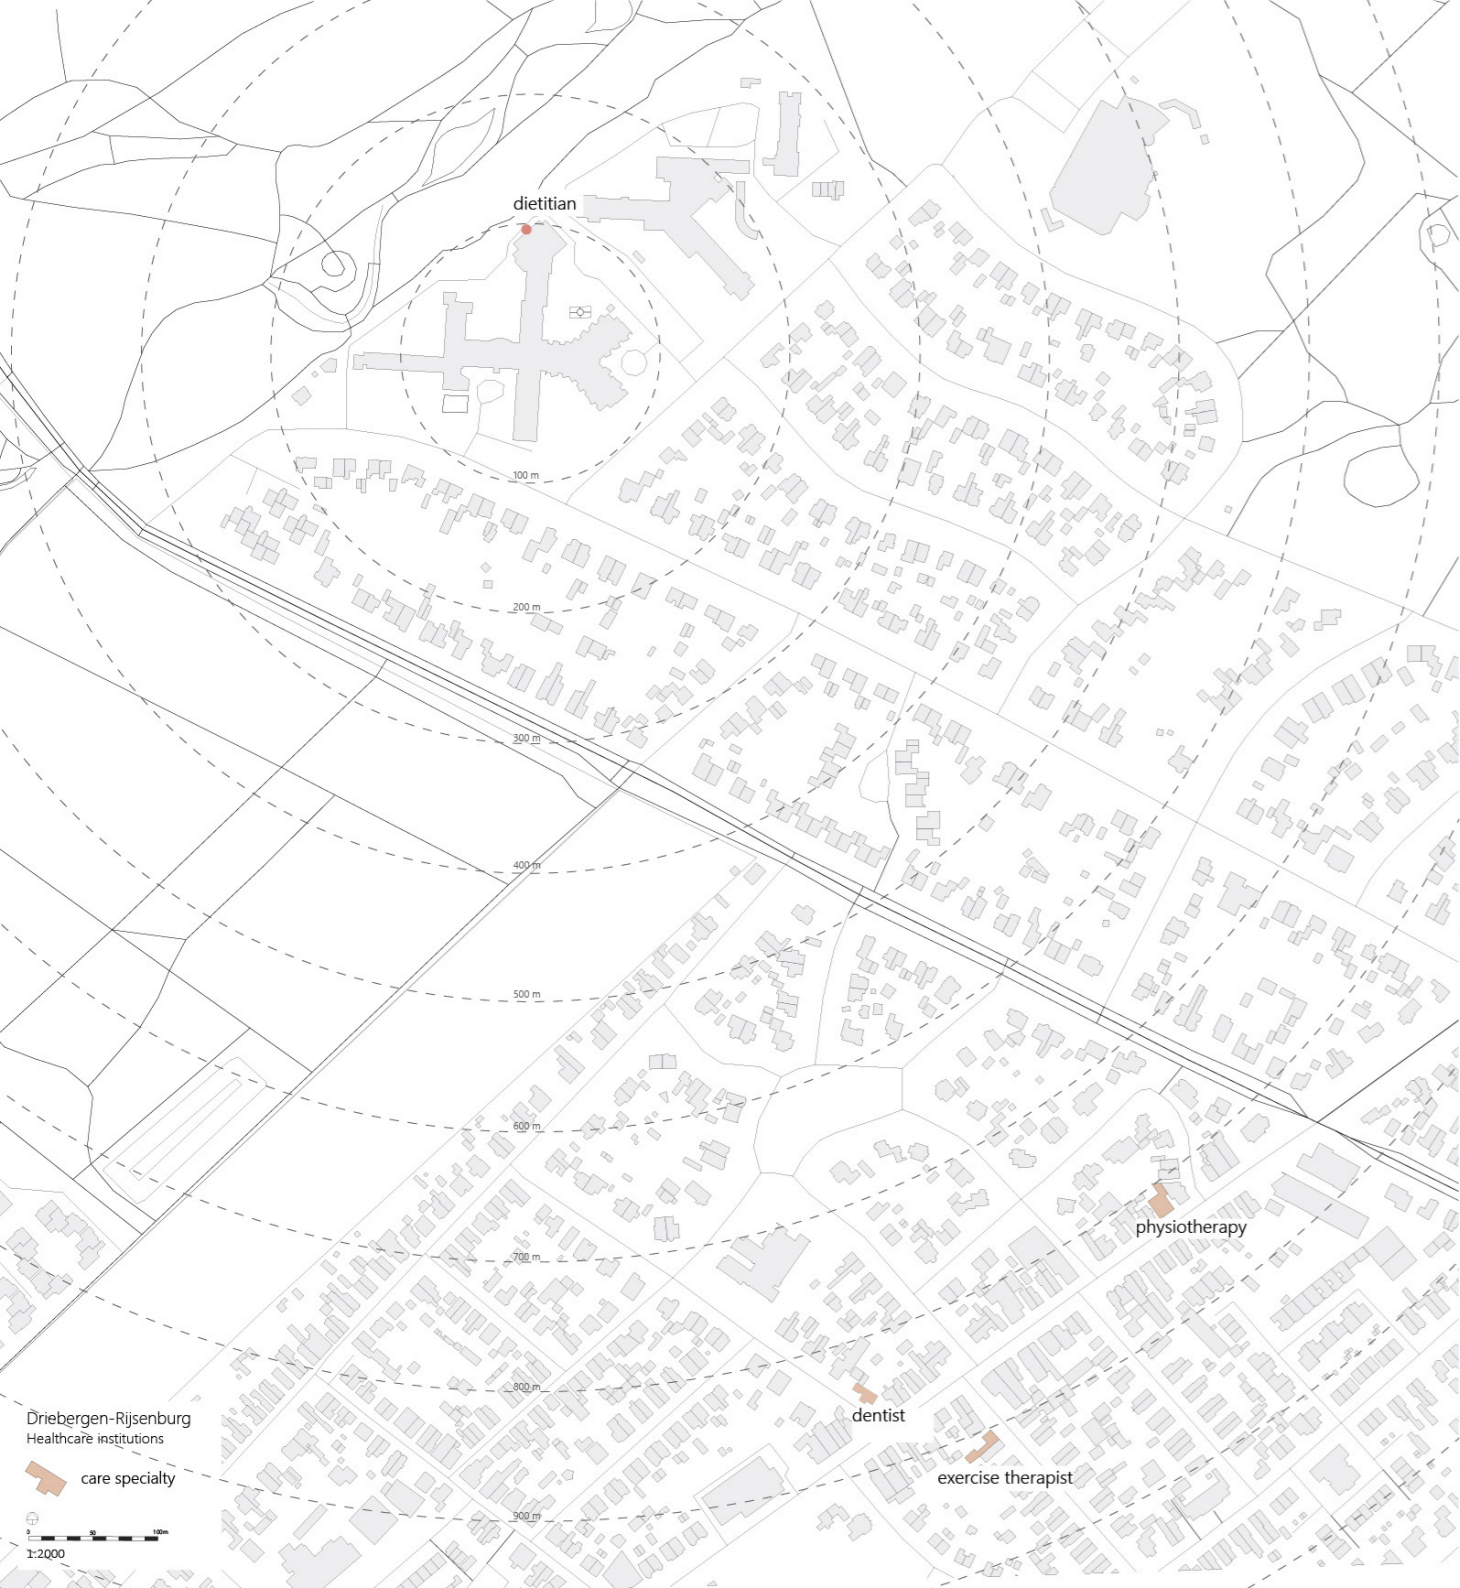 dietitian
100 m
200 m
300 m
400 m
500 m
600 m
physiotherapy
700 m
800 m
dentist
Driebergen-Rijsenburg
Healthcare institutions
care specialty
exercise therapist
900 m
0 50 100m
1:2000